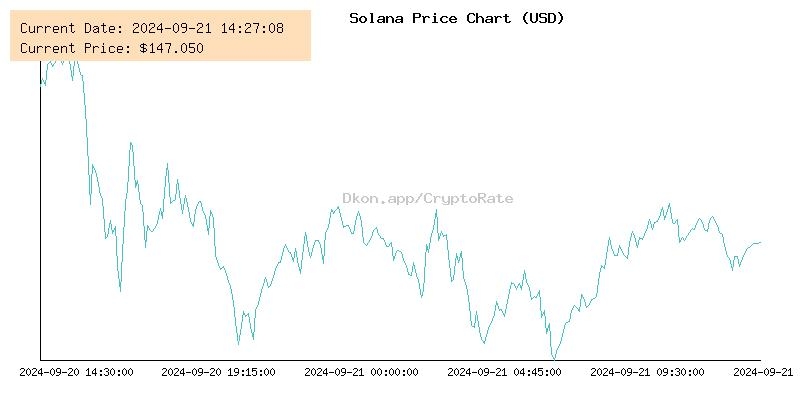 Solana Price Chart (USD)
Current Date: 2024-09-21 14:27:08
Current Price: $147.050
Dkon.app/CryptoRate
2024-09-20 14:30:00 2024-09-20 19:15:00 2024-09-21 00:00:00 2024-09-21 04:45:00 2024-09-21 09:30:00 2024-09-21